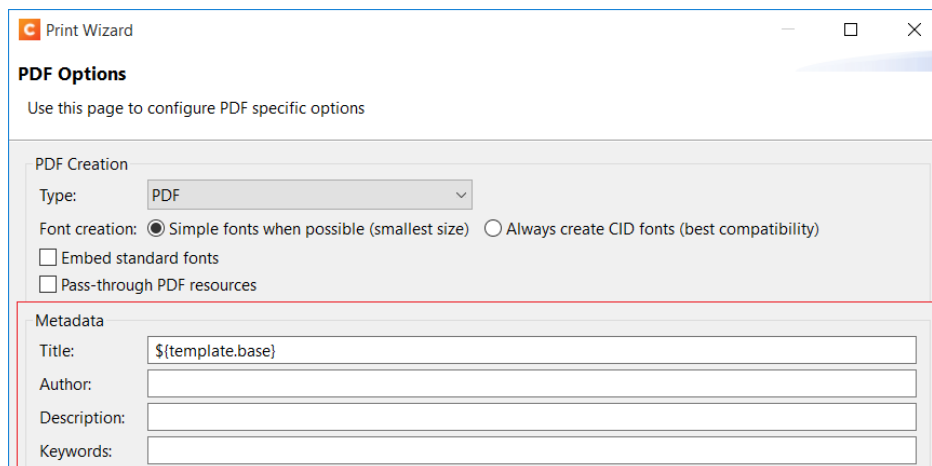 C Print Wizard
PDF Options
Use this page to configure PDF specific options
PDF Creation
Type: PDF
Font creation: Simple fonts when possible (smallest size) Always create CID fonts (best compatibility)
Embed standard fonts
Pass-through PDF resources
Metadata
Title: ${template.base}
Author:
Description:
Keywords: